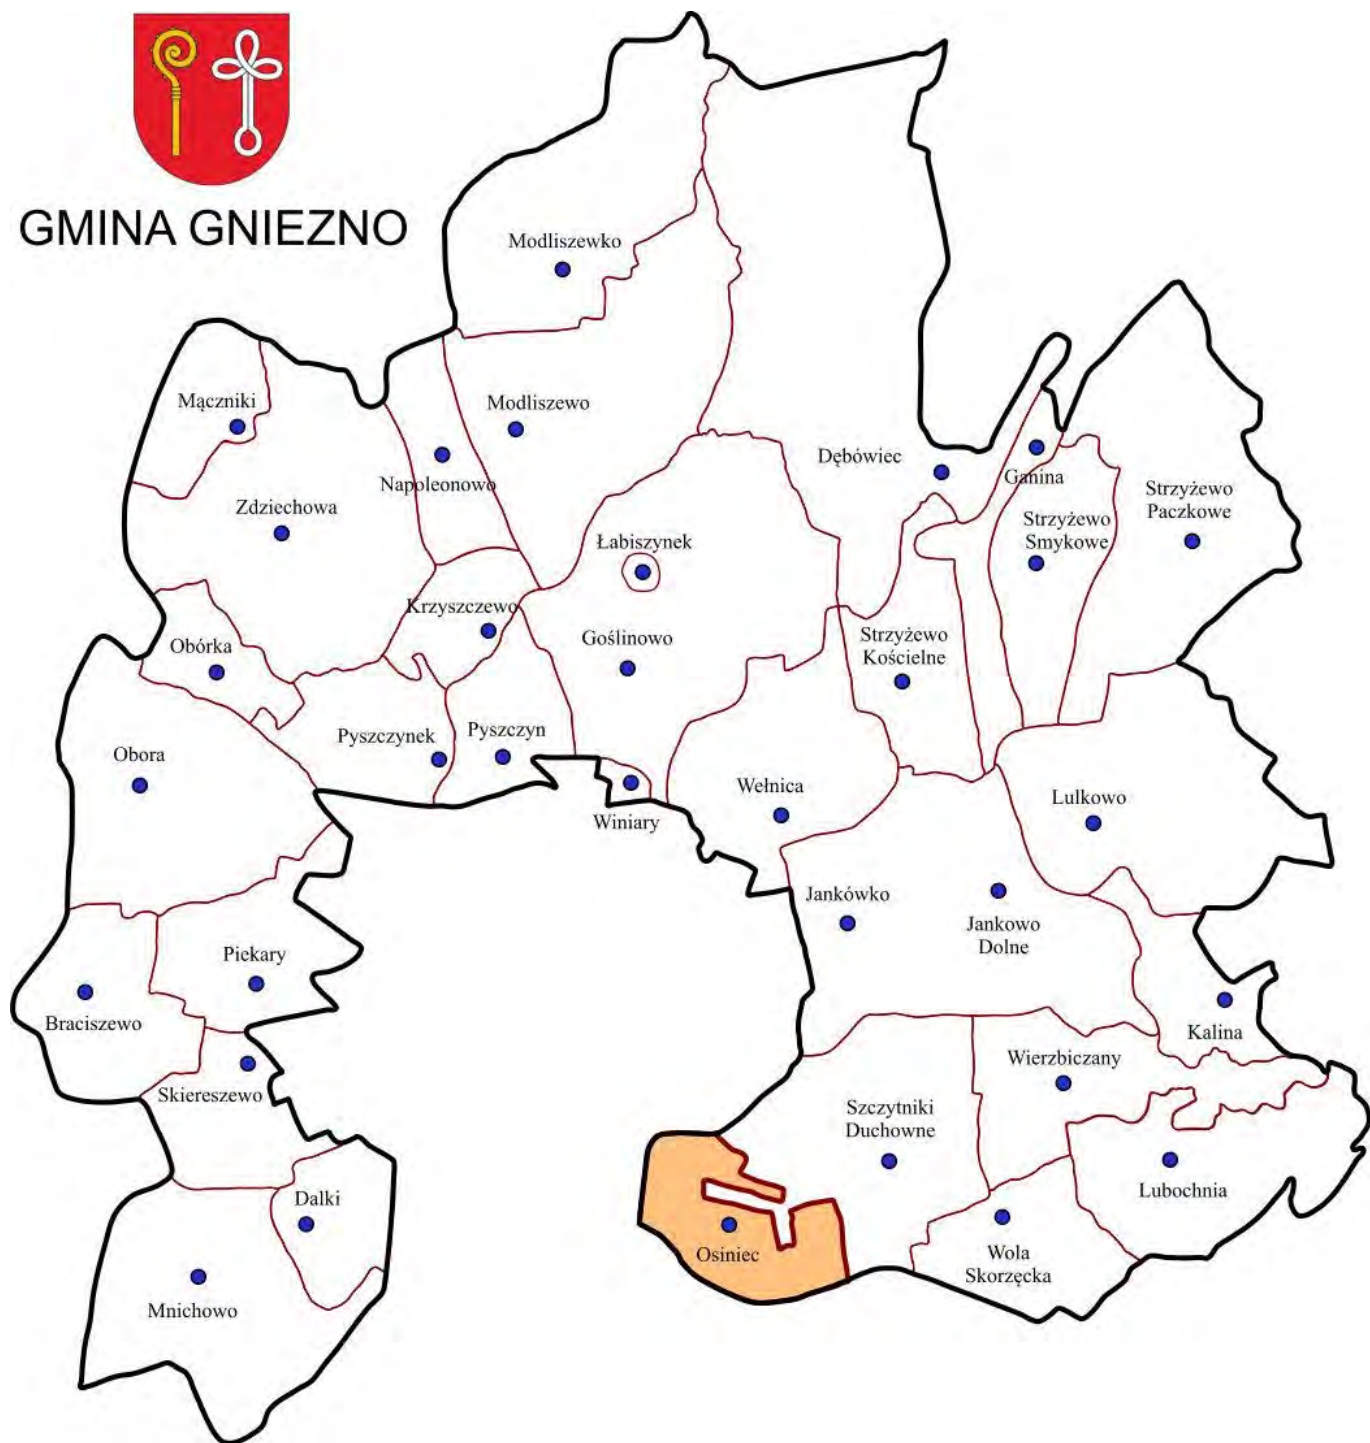 GMINA GNIEZNO
Modliszewko
Mączniki
Modliszewo
Napoleonowo
Dębówiec
Ganina
Strzyżewo
Paczkowe
Zdziechowa
Strzyżewo
Smykowe
Łabiszynek
Krzyszczewo
Obórka
Goślinowo
Strzyżewo
Kościelne
Pyszczynek
Pyszczyn
Obora
Wełnica
Lulkowo
Winiary
Jankówko
Jankowo
Dolne
Piekary
Braciszewo
Kalina
Skiereszewo
Wierzbiczany
Szczytniki
Duchowne
Dalki
Lubochnia
Osiniec
Wola
Skorzęcka
Mnichowo